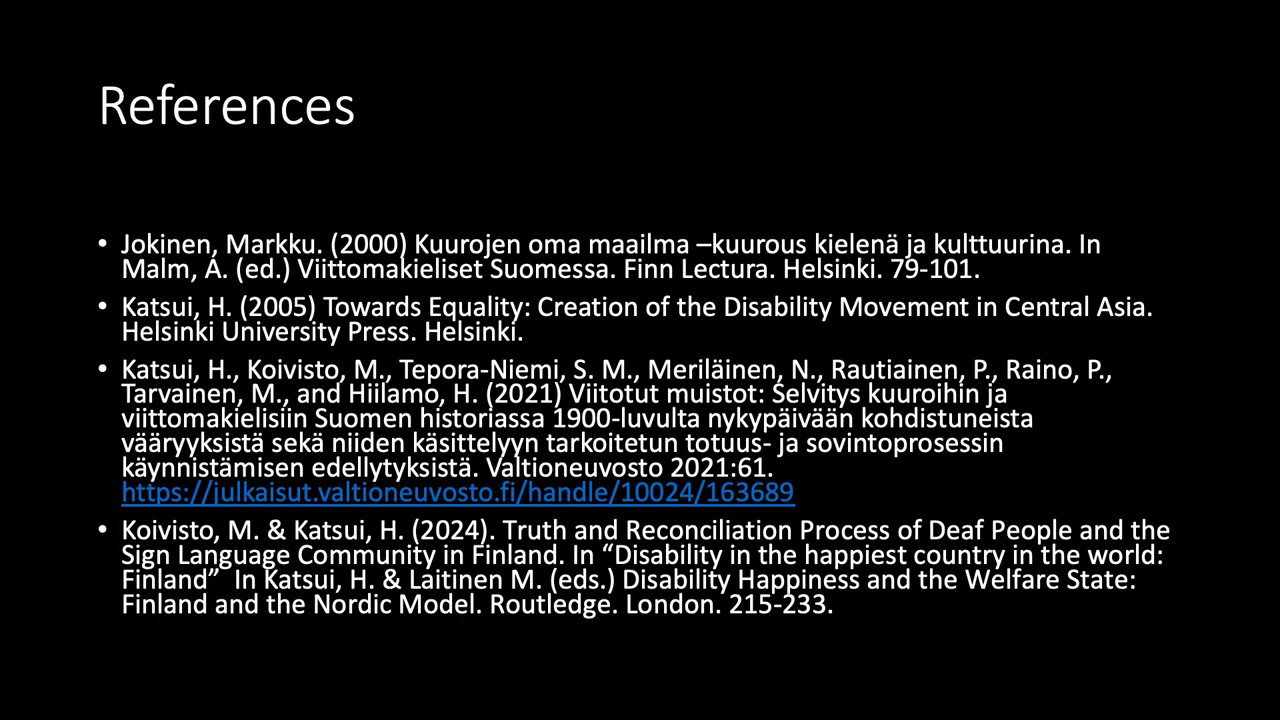 References
• Jokinen, Markku. (2000) Kuurojen oma maailma –kuurous kielenä ja kulttuurina. In
Malm, A. (ed.) Viittomakieliset Suomessa. Finn Lectura. Helsinki. 79-101.
• Katsui, H. (2005) Towards Equality: Creation of the Disability Movement in Central Asia.
Helsinki University Press. Helsinki.
• Katsui, H., Koivisto, M., Tepora-Niemi, S. M., Meriläinen, N., Rautiainen, P., Raino, P.,
Tarvainen, M., and Hiilamo, H. (2021) Viitotut muistot: Selvitys kuuroihin ja
viittomakielisiin Suomen historiassa 1900-luvulta nykypäivään kohdistuneista
vääryyksistä sekä niiden käsittelyyn tarkoitetun totuus- ja sovintoprosessin
käynnistämisen edellytyksistä. Valtioneuvosto 2021:61.
https://julkaisut.valtioneuvosto.fi/handle/10024/163689
• Koivisto, M. & Katsui, H. (2024). Truth and Reconciliation Process of Deaf People and the
Sign Language Community in Finland. In “Disability in the happiest country in the world:
Finland”  In Katsui, H. & Laitinen M. (eds.) Disability Happiness and the Welfare State:
Finland and the Nordic Model. Routledge. London. 215-233.